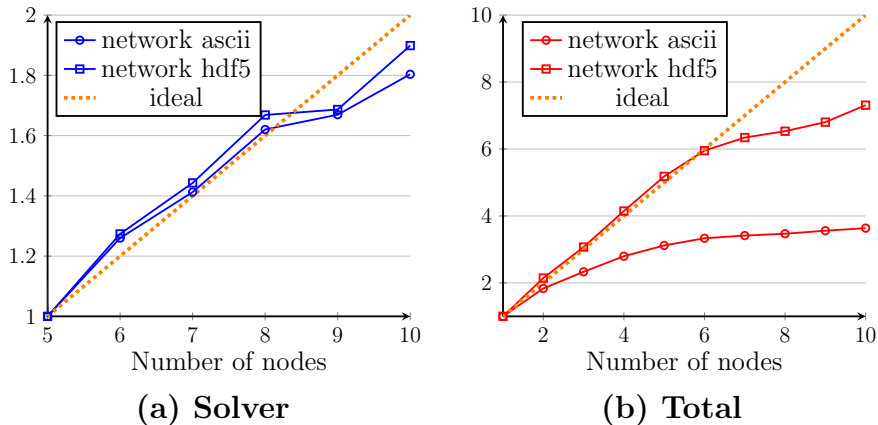 2
1.8
1.6
1.4
1.2
1
network ascii
network hdf5
ideal
5 6 7 8 9 10
Number of nodes
(a) Solver
10
8
6
4
2
network ascii
network hdf5
ideal
2 4 6 8 10
Number of nodes
(b) Total